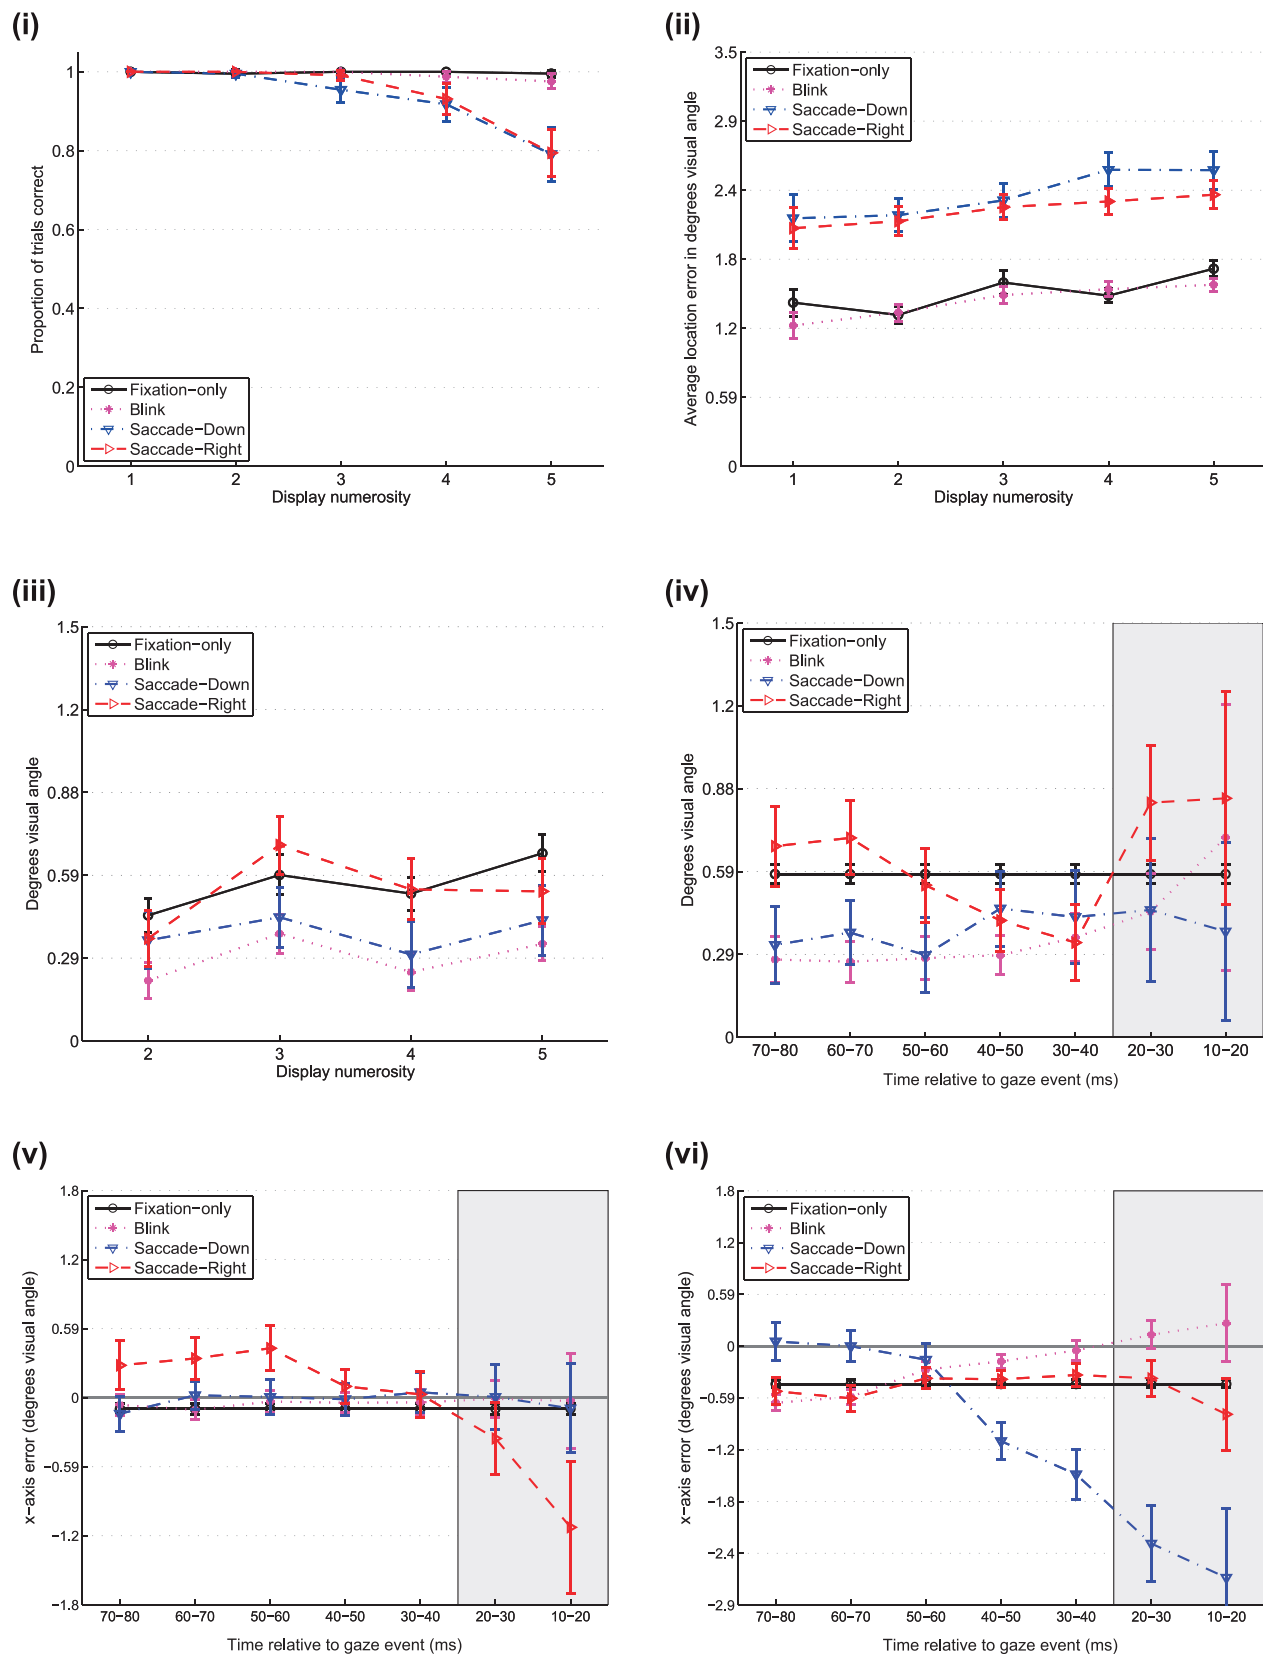 (i)
1
0.8
0.6
0.4
0.2
0
Proportion of trials correct
Fixation−only
Blink
Saccade−Down
Saccade−Right
1 2 3 4 5
Display numerosity
(ii)
3.5
2.9
2.4
1.8
1.2
0.59
0
Average location error in degrees visual angle
Fixation−only
Blink
Saccade−Down
Saccade−Right
1 2 3 4 5
Display numerosity
(iii)
1.5
1.2
0.88
0.59
0.29
0
Degrees visual angle
Fixation−only
Blink
Saccade−Down
Saccade−Right
2 3 4 5
Display numerosity
(iv)
1.5
1.2
0.88
0.59
0.29
0
Degrees visual angle
Fixation−only
Blink
Saccade−Down
Saccade−Right
70−80 60−70 50−60 40−50 30−40 20−30 10−20
Time relative to gaze event (ms)
(v)
1.8
1.2
0.59
0
−0.59
−1.2
−1.8
x−axis error (degrees visual angle)
Fixation−only
Blink
Saccade−Down
Saccade−Right
70−80 60−70 50−60 40−50 30−40 20−30 10−20
Time relative to gaze event (ms)
(vi)
1.8
1.2
0.59
0
−0.59
−1.2
−1.8
−2.4
−2.9
x−axis error (degrees visual angle)
Fixation−only
Blink
Saccade−Down
Saccade−Right
70−80 60−70 50−60 40−50 30−40 20−30 10−20
Time relative to gaze event (ms)